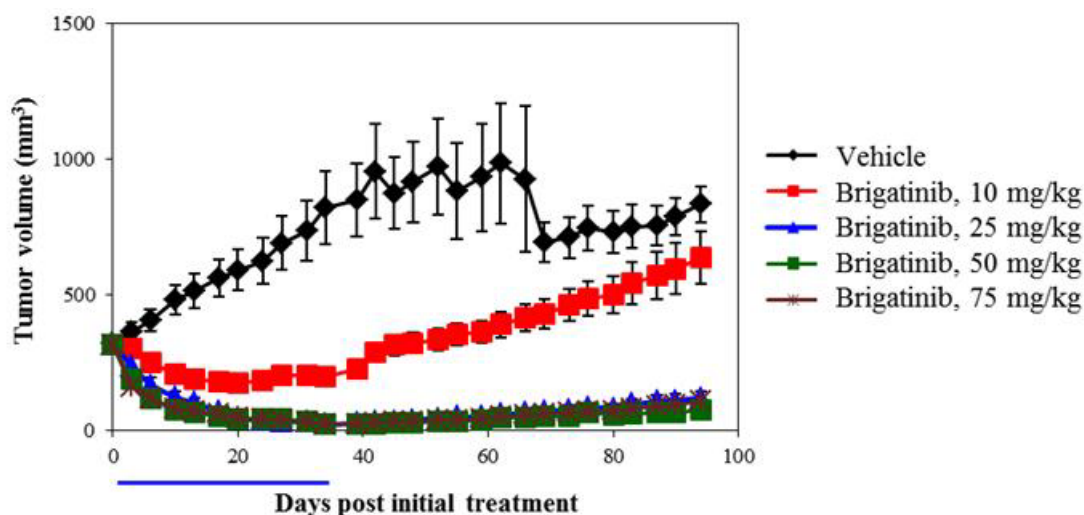 1500
1000
500
0
Tumor volume (mm³)
0 20 40 60 80 100
Days post initial treatment
Vehicle
Brigatinib, 10 mg/kg
Brigatinib, 25 mg/kg
Brigatinib, 50 mg/kg
Brigatinib, 75 mg/kg